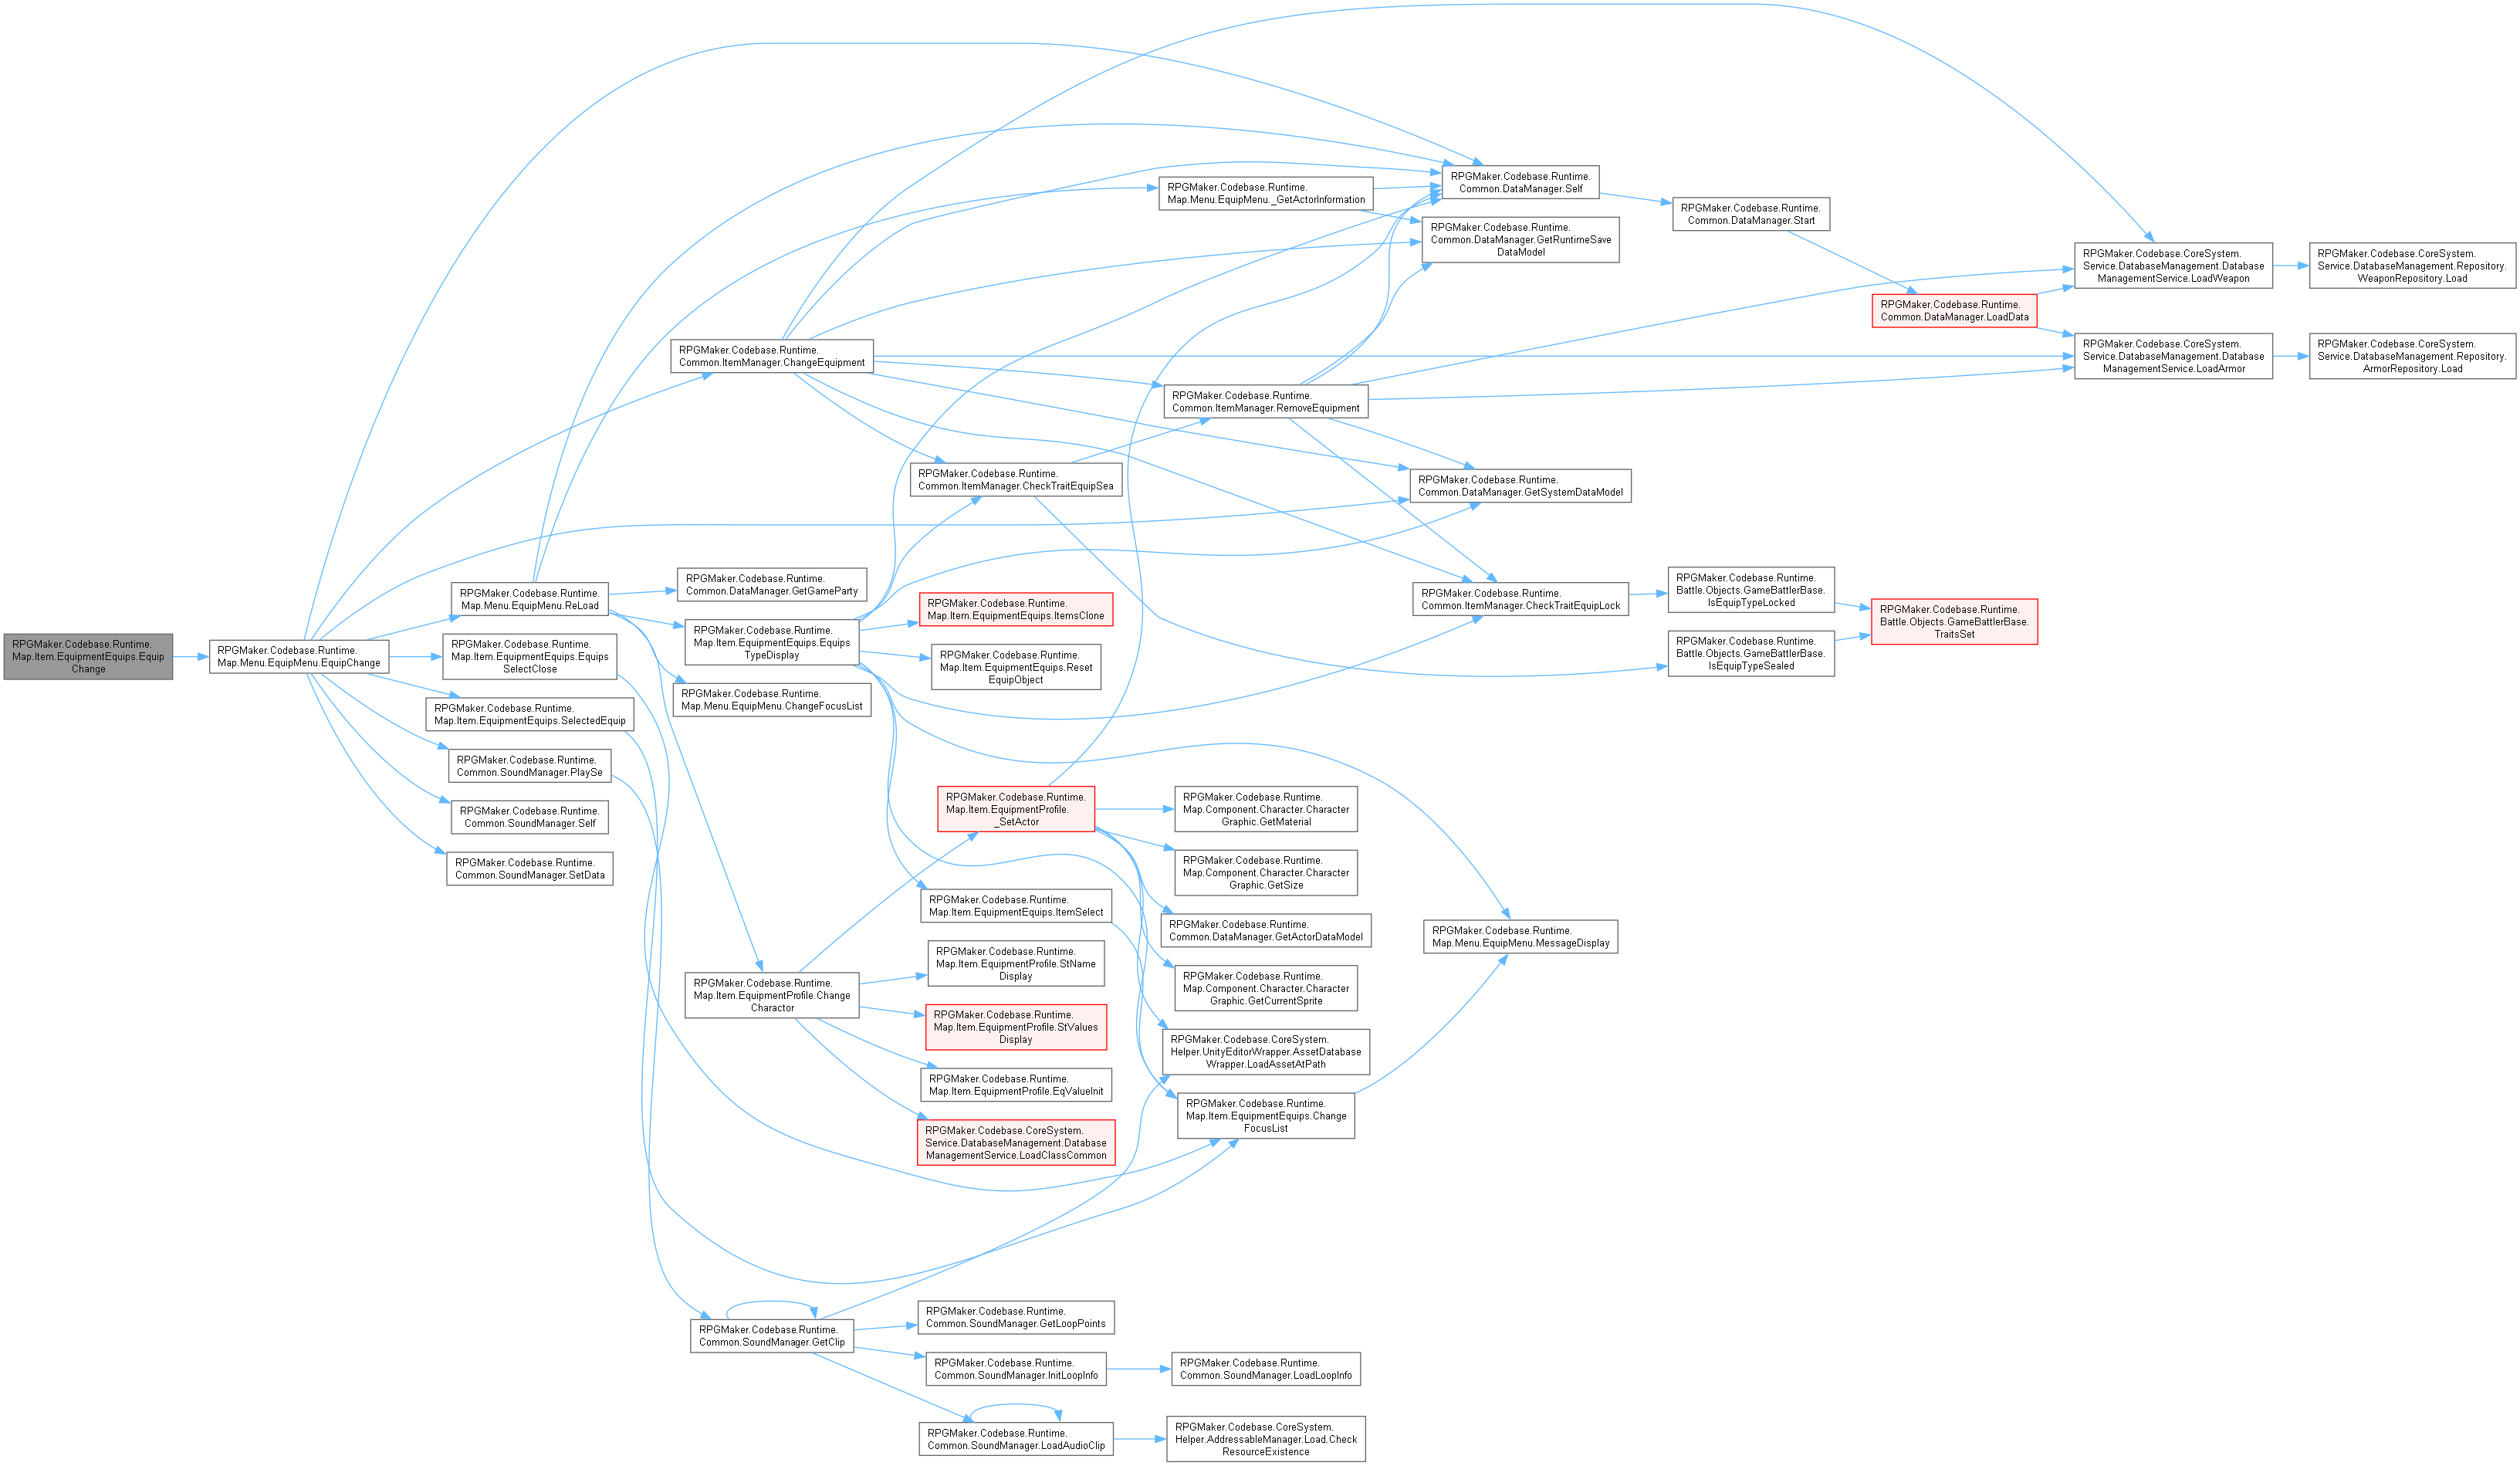 RPGMaker.Codebase.Runtime.
Map.Item.EquipmentEquips.Equip
Change
RPGMaker.Codebase.Runtime.
Map.Menu.EquipMenu.EquipChange
RPGMaker.Codebase.Runtime.
Map.Menu.EquipMenu.ReLoad
RPGMaker.Codebase.Runtime.
Map.Item.EquipmentEquips.Equips
SelectClose
RPGMaker.Codebase.Runtime.
Map.Item.EquipmentEquips.SelectedEquip
RPGMaker.Codebase.Runtime.
Common.SoundManager.PlaySe
RPGMaker.Codebase.Runtime.
Common.SoundManager.Self
RPGMaker.Codebase.Runtime.
Common.SoundManager.SetData
RPGMaker.Codebase.Runtime.
Common.ItemManager.ChangeEquipment
RPGMaker.Codebase.Runtime.
Common.DataManager.GetGameParty
RPGMaker.Codebase.Runtime.
Map.Item.EquipmentEquips.Equips
TypeDisplay
RPGMaker.Codebase.Runtime.
Map.Menu.EquipMenu.ChangeFocusList
RPGMaker.Codebase.Runtime.
Map.Item.EquipmentProfile.Change
Charactor
RPGMaker.Codebase.Runtime.
Common.SoundManager.GetClip
RPGMaker.Codebase.Runtime.
Common.ItemManager.CheckTraitEquipSea
RPGMaker.Codebase.Runtime.
Map.Item.EquipmentEquips.ItemsClone
RPGMaker.Codebase.Runtime.
Map.Item.EquipmentEquips.Reset
EquipObject
RPGMaker.Codebase.Runtime.
Map.Item.EquipmentProfile.
_SetActor
RPGMaker.Codebase.Runtime.
Map.Item.EquipmentEquips.ItemSelect
RPGMaker.Codebase.Runtime.
Map.Item.EquipmentProfile.StName
Display
RPGMaker.Codebase.Runtime.
Map.Item.EquipmentProfile.StValues
Display
RPGMaker.Codebase.Runtime.
Map.Item.EquipmentProfile.EqValueInit
RPGMaker.Codebase.CoreSystem.
Service.DatabaseManagement.Database
ManagementService.LoadClassCommon
RPGMaker.Codebase.Runtime.
Common.SoundManager.GetLoopPoints
RPGMaker.Codebase.Runtime.
Common.SoundManager.InitLoopInfo
RPGMaker.Codebase.Runtime.
Common.SoundManager.LoadAudioClip
RPGMaker.Codebase.Runtime.
Map.Menu.EquipMenu._GetActorInformation
RPGMaker.Codebase.Runtime.
Common.ItemManager.RemoveEquipment
RPGMaker.Codebase.Runtime.
Map.Component.Character.Character
Graphic.GetMaterial
RPGMaker.Codebase.Runtime.
Map.Component.Character.Character
Graphic.GetSize
RPGMaker.Codebase.Runtime.
Common.DataManager.GetActorDataModel
RPGMaker.Codebase.Runtime.
Map.Component.Character.Character
Graphic.GetCurrentSprite
RPGMaker.Codebase.CoreSystem.
Helper.UnityEditorWrapper.AssetDatabase
Wrapper.LoadAssetAtPath
RPGMaker.Codebase.Runtime.
Map.Item.EquipmentEquips.Change
FocusList
RPGMaker.Codebase.Runtime.
Common.SoundManager.LoadLoopInfo
RPGMaker.Codebase.CoreSystem.
Helper.AddressableManager.Load.Check
ResourceExistence
RPGMaker.Codebase.Runtime.
Common.DataManager.Self
RPGMaker.Codebase.Runtime.
Common.DataManager.GetRuntimeSave
DataModel
RPGMaker.Codebase.Runtime.
Common.DataManager.GetSystemDataModel
RPGMaker.Codebase.Runtime.
Common.ItemManager.CheckTraitEquipLock
RPGMaker.Codebase.Runtime.
Map.Menu.EquipMenu.MessageDisplay
RPGMaker.Codebase.Runtime.
Common.DataManager.Start
RPGMaker.Codebase.Runtime.
Battle.Objects.GameBattlerBase.
IsEquipTypeLocked
RPGMaker.Codebase.Runtime.
Battle.Objects.GameBattlerBase.
IsEquipTypeSealed
RPGMaker.Codebase.Runtime.
Common.DataManager.LoadData
RPGMaker.Codebase.Runtime.
Battle.Objects.GameBattlerBase.
TraitsSet
RPGMaker.Codebase.CoreSystem.
Service.DatabaseManagement.Database
ManagementService.LoadWeapon
RPGMaker.Codebase.CoreSystem.
Service.DatabaseManagement.Database
ManagementService.LoadArmor
RPGMaker.Codebase.CoreSystem.
Service.DatabaseManagement.Repository.
WeaponRepository.Load
RPGMaker.Codebase.CoreSystem.
Service.DatabaseManagement.Repository.
ArmorRepository.Load